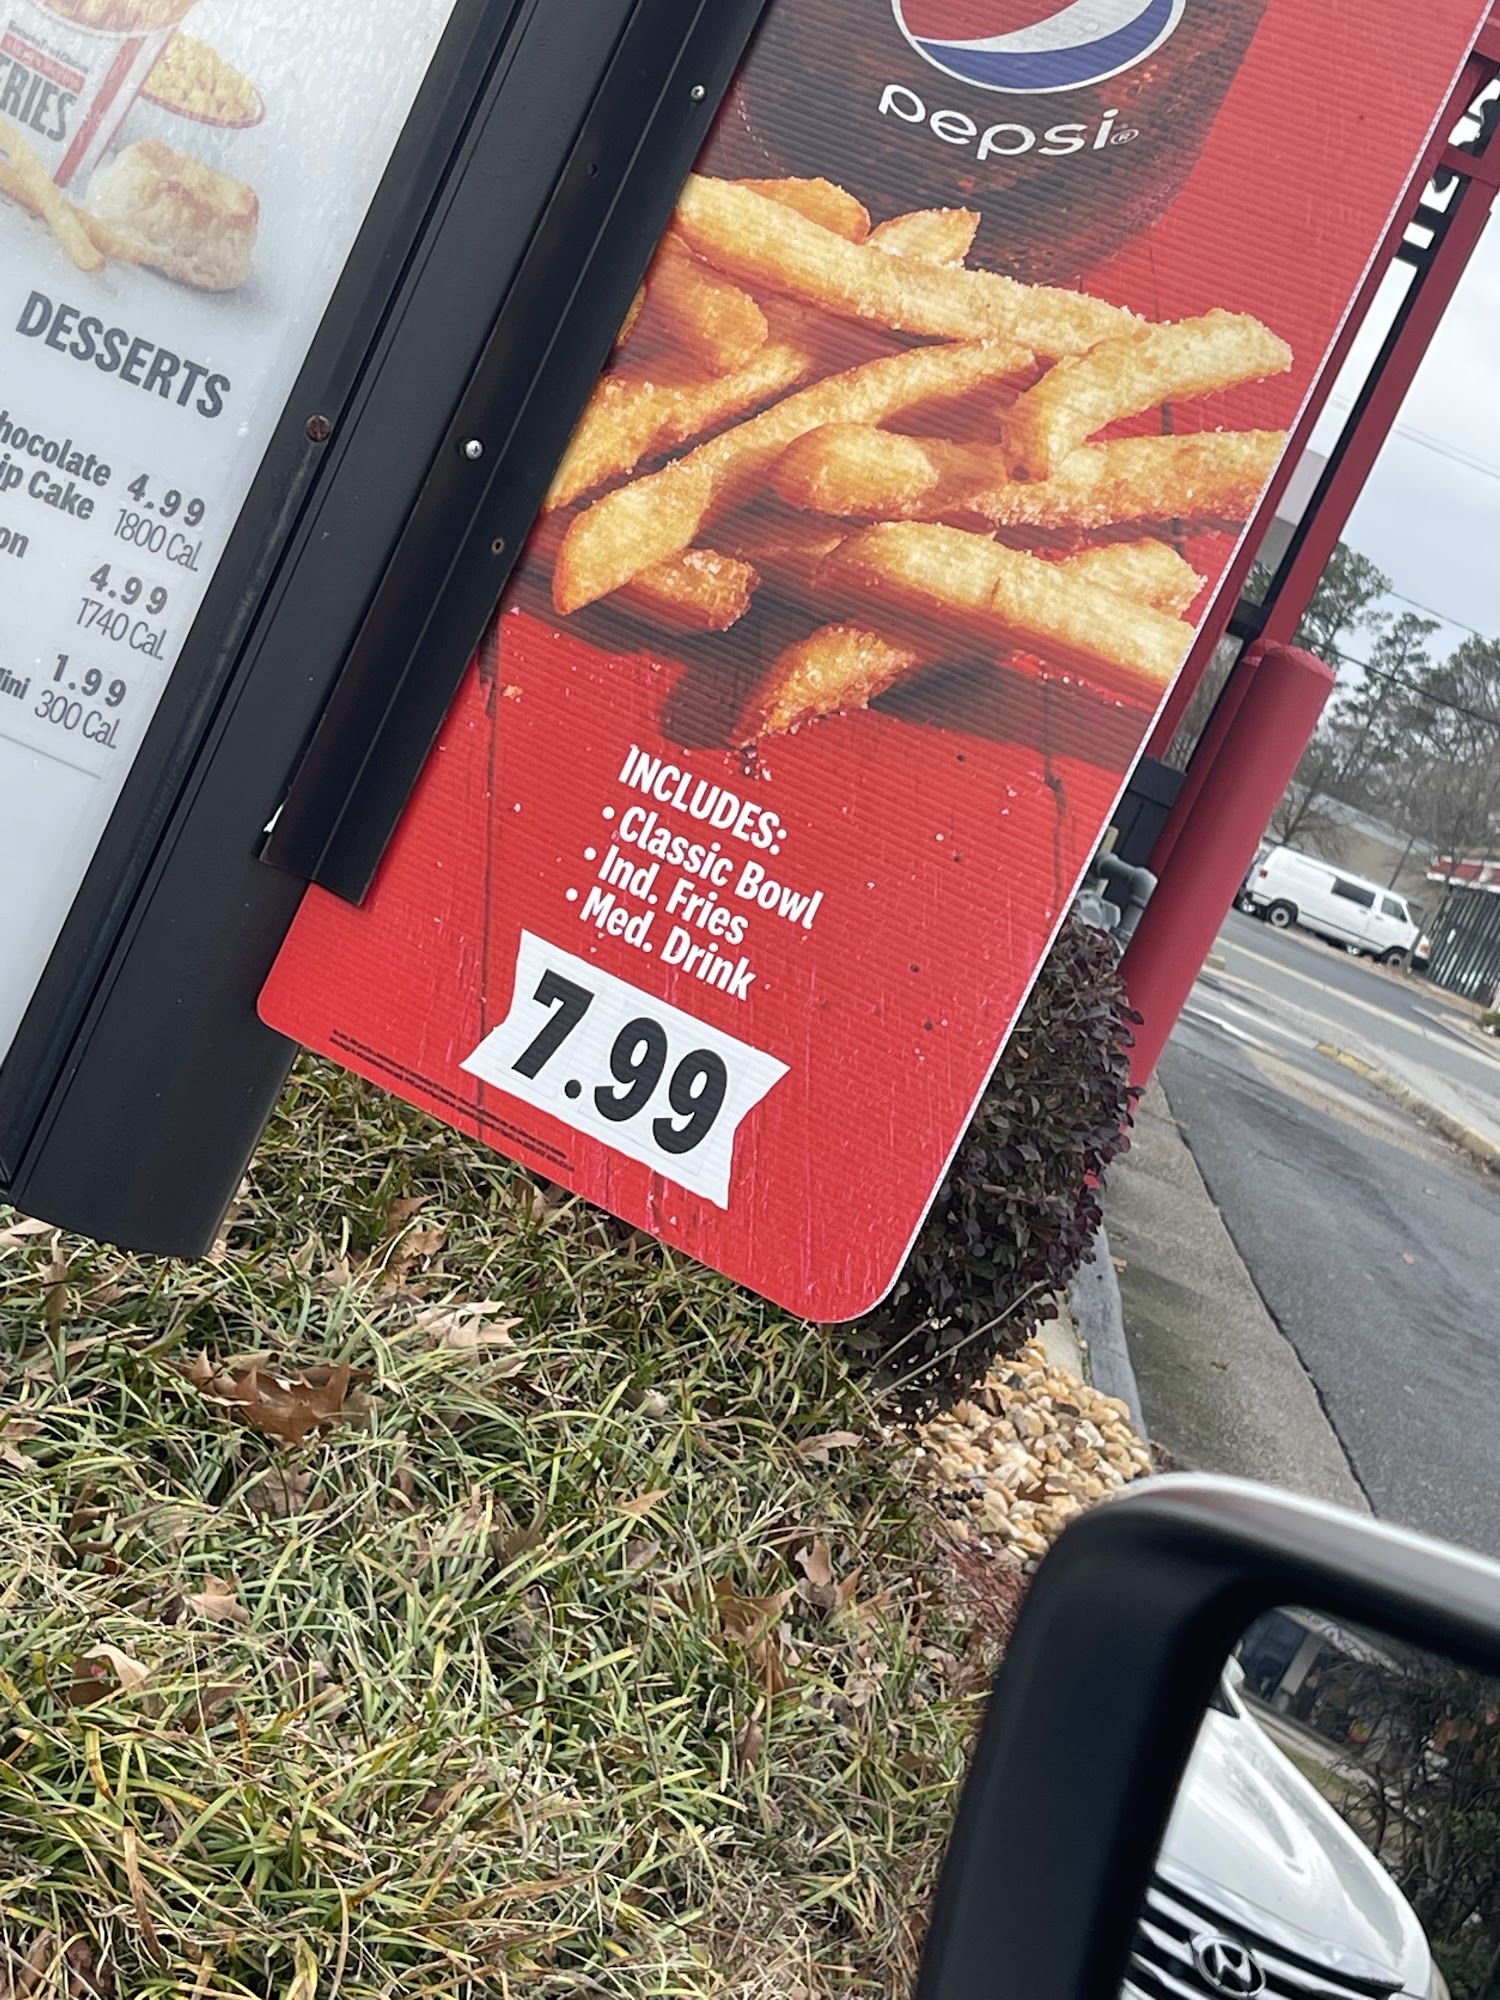 RIES
DESSERTS
hocolate 4.99
ip Cake 1800 Cal.
on 4.99
1740 Cal.
1.99
ini 300 Cal.
pepsi®
INCLUDES:
• Classic Bowl
• Ind. Fries
• Med. Drink
7.99